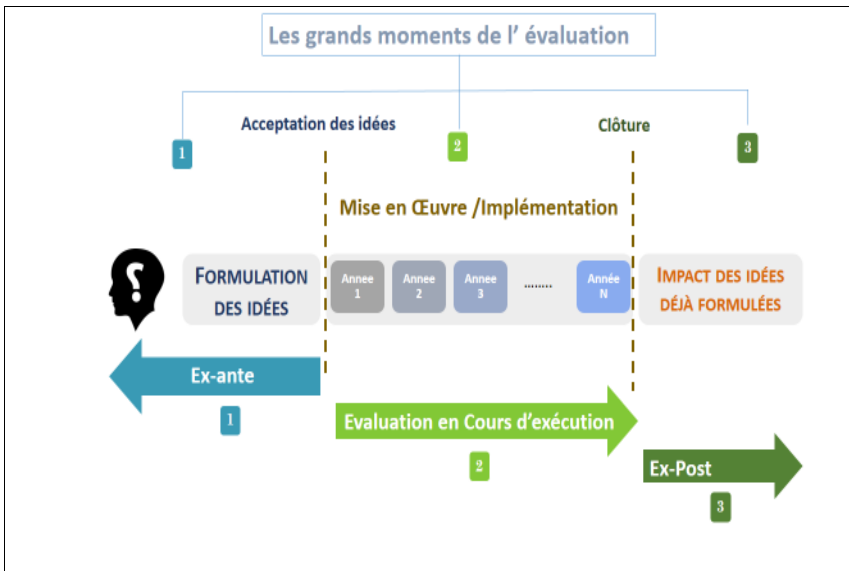 Les grands moments de l' évaluation
Acceptation des idées
Clôture
1
2
3
Mise en Œuvre /Implémentation
FORMULATION
DES IDÉES
Annee
1
Annee
2
Annee
3
........
Année
N
IMPACT DES IDÉES
DÉJÀ FORMULÉES
?
Ex-ante
1
Evaluation en Cours d'exécution
2
Ex-Post
3